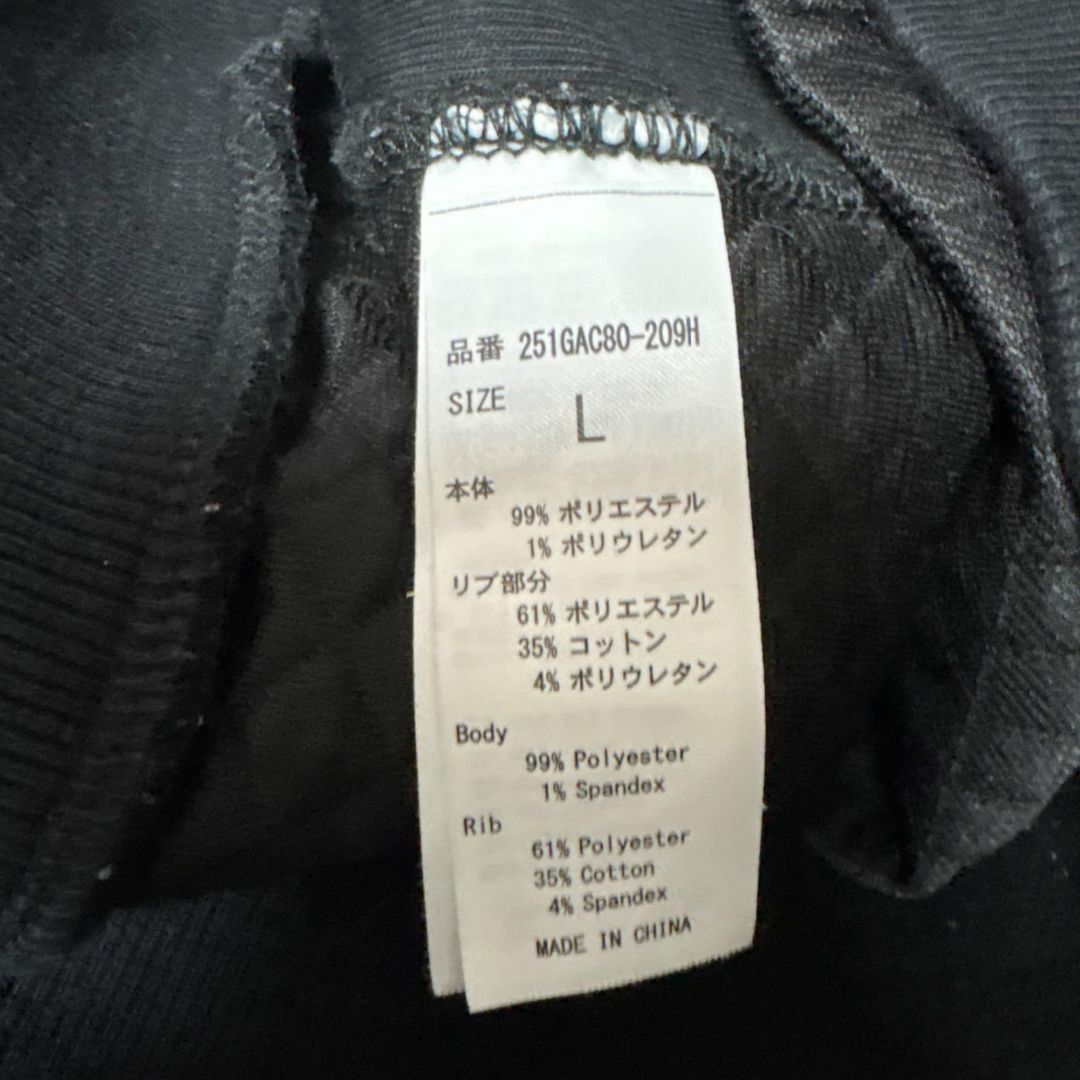 品番 251GAC80-209H
SIZE L
本体
99% ポリエステル
1% ポリウレタン
リブ部分
61% ポリエステル
35% コットン
4% ポリウレタン
Body
99% Polyester
1% Spandex
Rib
61% Polyester
35% Cotton
4% Spandex
MADE IN CHINA